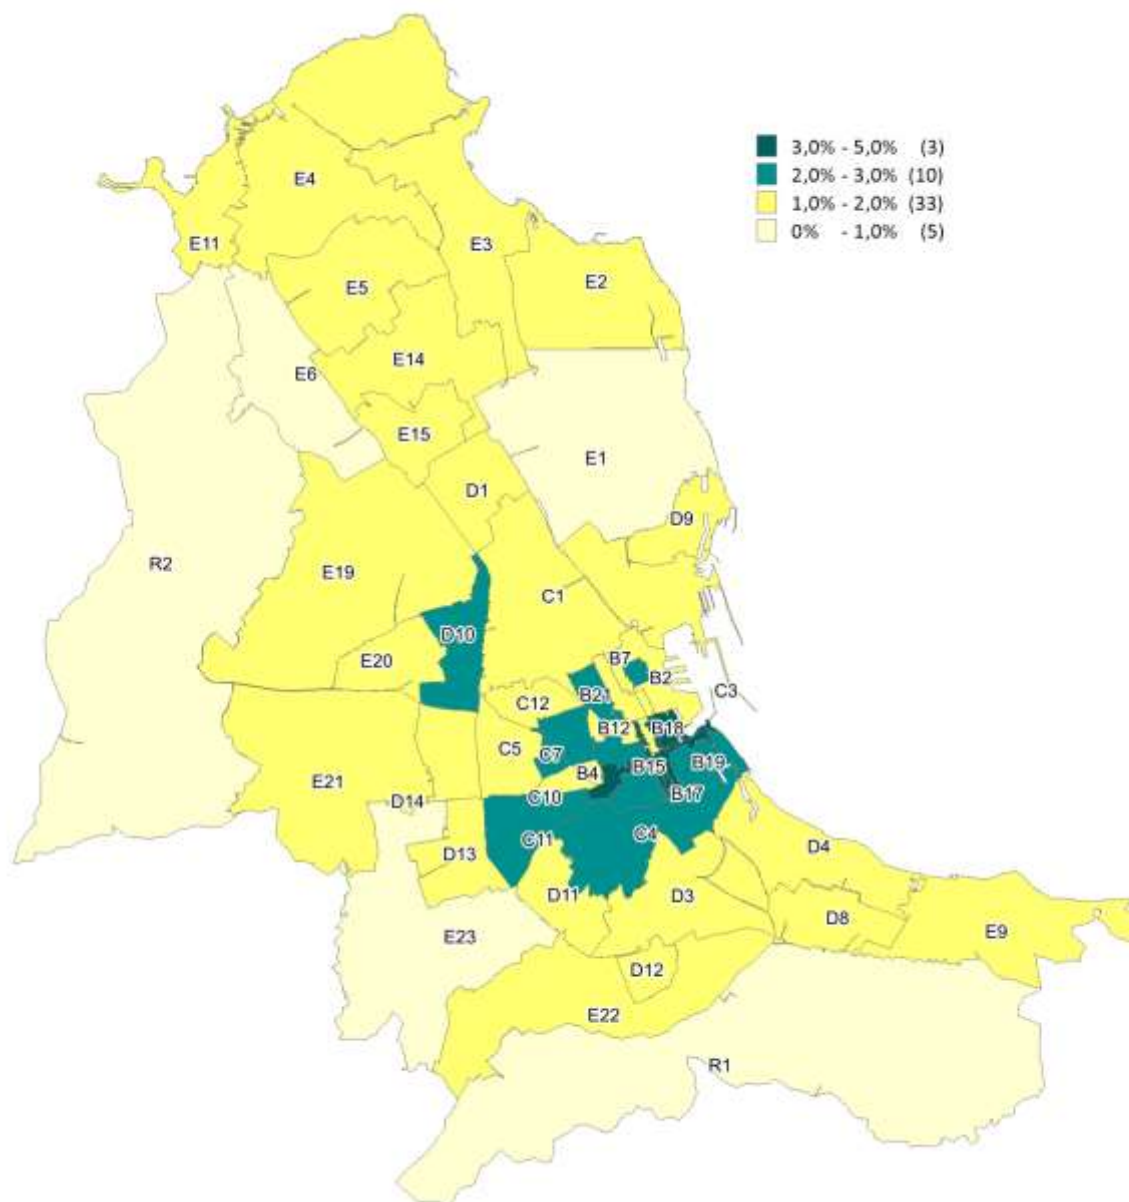 3,0% - 5,0% (3)
2,0% - 3,0% (10)
1,0% - 2,0% (33)
0% - 1,0% (5)
E4
E11
E3
E2
E5
E14
E6
E15
E1
D1
D9
R2
E19
C1
D10
E20
B7
B2
B21
C3
C12
B12
B18
C5
C7
B15
B19
B4
E21
B17
C10
D14
C11
C4
D13
D4
D11
D3
D8
E23
E9
D12
E22
R1